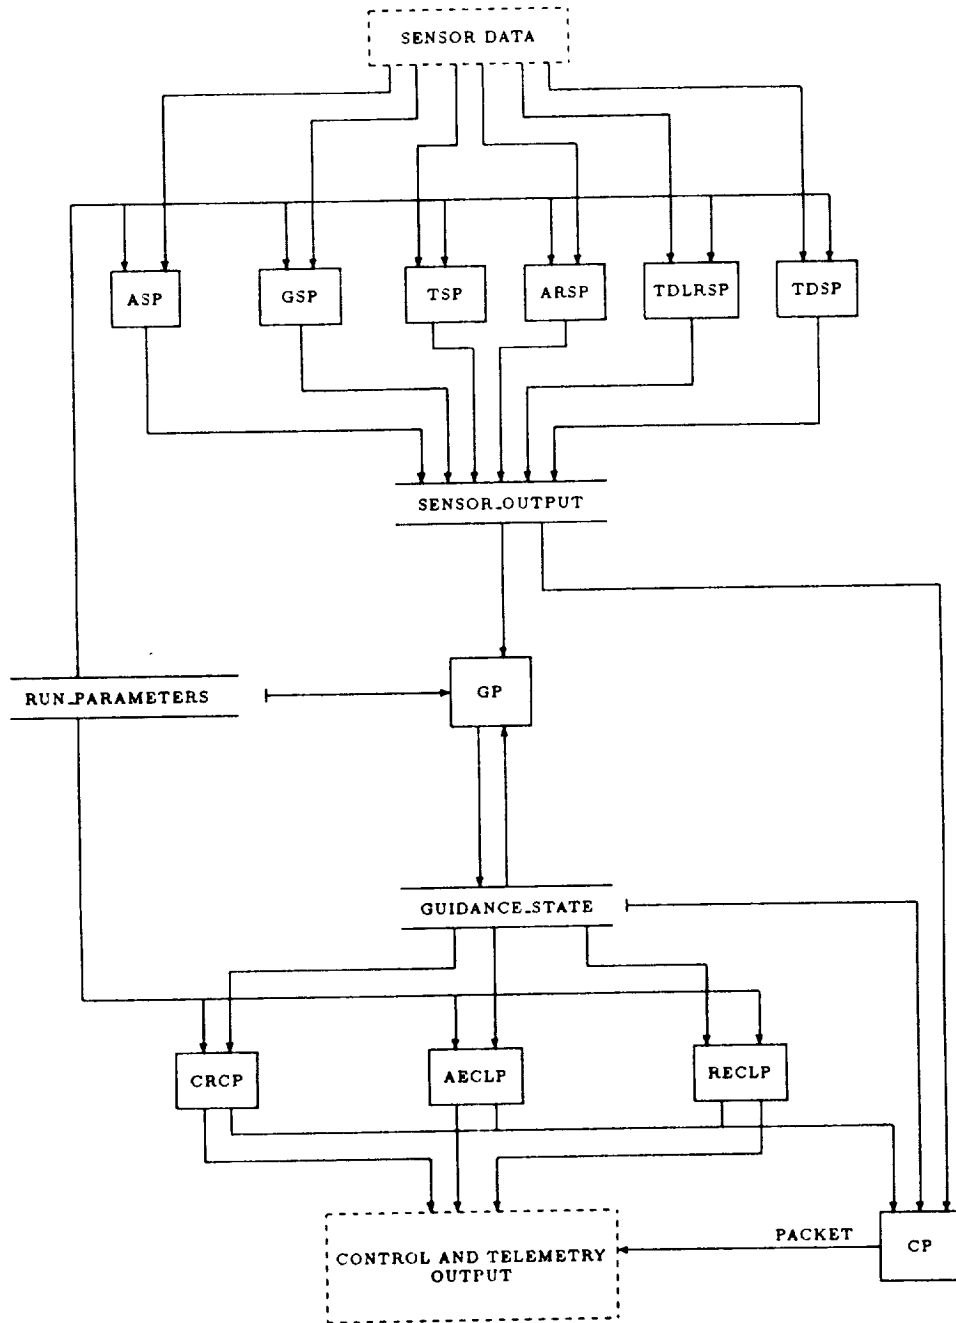 SENSOR DATA
ASP
GSP
TSP
ARSP
TDLRSP
TDSP
SENSOR_OUTPUT
RUN_PARAMETERS
GP
GUIDANCE_STATE
CRCP
AECLP
RECLP
PACKET
CP
CONTROL AND TELEMETRY
OUTPUT